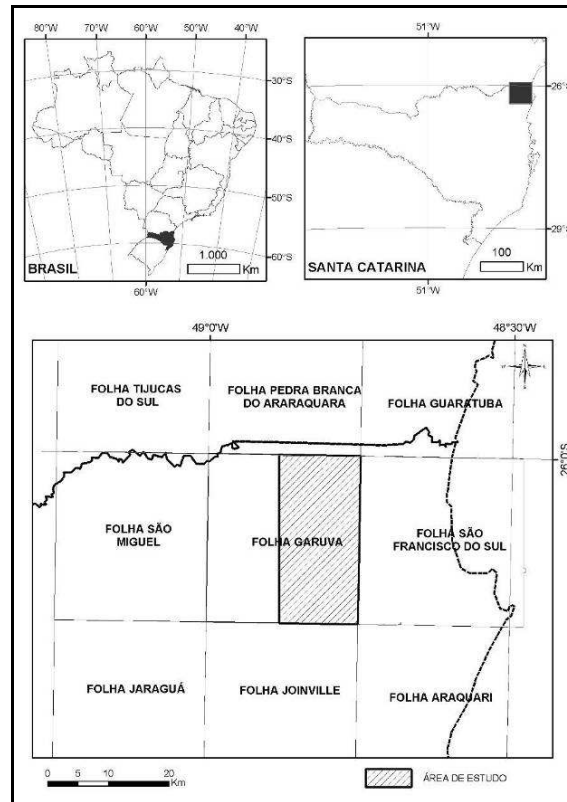 80°W 70°W 60°W 50°W 40°W
30°S
40°S
50°S
60°S
60°W
1.000
Km
BRASIL
51°W
26°S
29°S
51°W
100
Km
SANTA CATARINA
49°0'W
48°30'W
26°0'S
FOLHA TIJUCAS
DO SUL
FOLHA PEDRA BRANCA
DO ARARAQUARA
FOLHA GUARATUBA
FOLHA SÃO
MIGUEL
FOLHA GARUVA
FOLHA SÃO
FRANCISCO DO SUL
FOLHA JARAGUÁ
FOLHA JOINVILLE
FOLHA ARAQUARI
0 5 10 20
Km
ÁREA DE ESTUDO